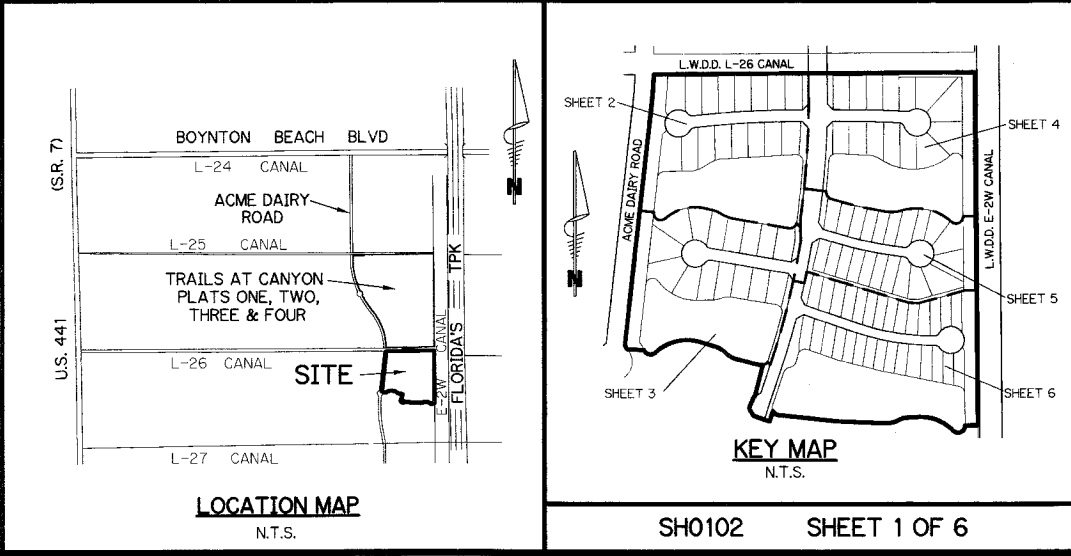 BOYNTON BEACH BLVD
L-24 CANAL
(S.R. 7)
ACME DAIRY
ROAD
N
L-25 CANAL
TRAILS AT CANYON
PLATS ONE, TWO,
THREE & FOUR
FLORIDA'S TPK
U.S. 441
L-26 CANAL
SITE
E-2W CANAL
L-27 CANAL
LOCATION MAP
N.T.S.
L.W.D.D. L-26 CANAL
SHEET 2
SHEET 4
ACME DAIRY ROAD
L.W.D.D. E-2W CANAL
N
SHEET 5
SHEET 3
SHEET 6
KEY MAP
N.T.S.
SH0102 SHEET 1 OF 6